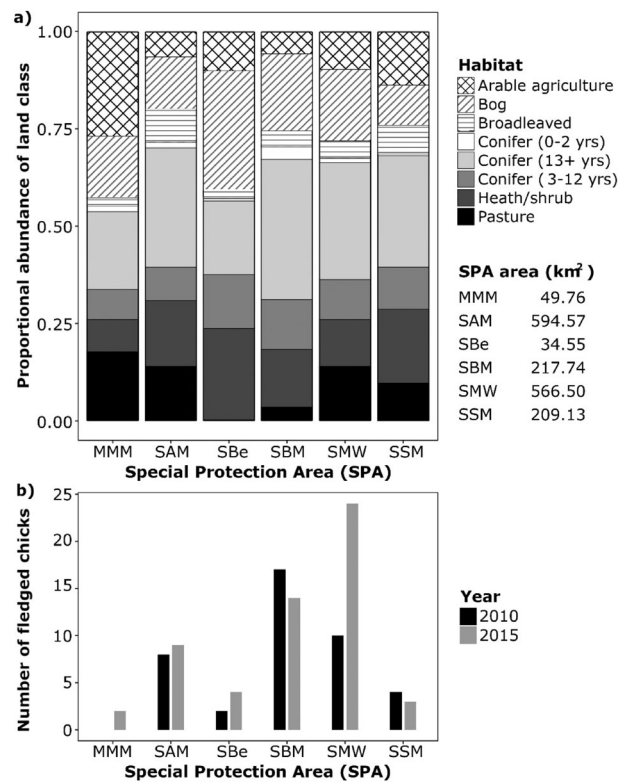 a)
Proportional abundance of land class
1.00
0.75
0.50
0.25
0.00
MMM SAM SBe SBM SMW SSM
Special Protection Area (SPA)
Habitat
Arable agriculture
Bog
Broadleaved
Conifer (0-2 yrs)
Conifer (13+ yrs)
Conifer (3-12 yrs)
Heath/shrub
Pasture
SPA area (km²)
MMM 49.76
SAM 594.57
SBe 34.55
SBM 217.74
SMW 566.50
SSM 209.13
b)
Number of fledged chicks
25
20
15
10
5
0
MMM SAM SBe SBM SMW SSM
Special Protection Area (SPA)
Year
2010
2015